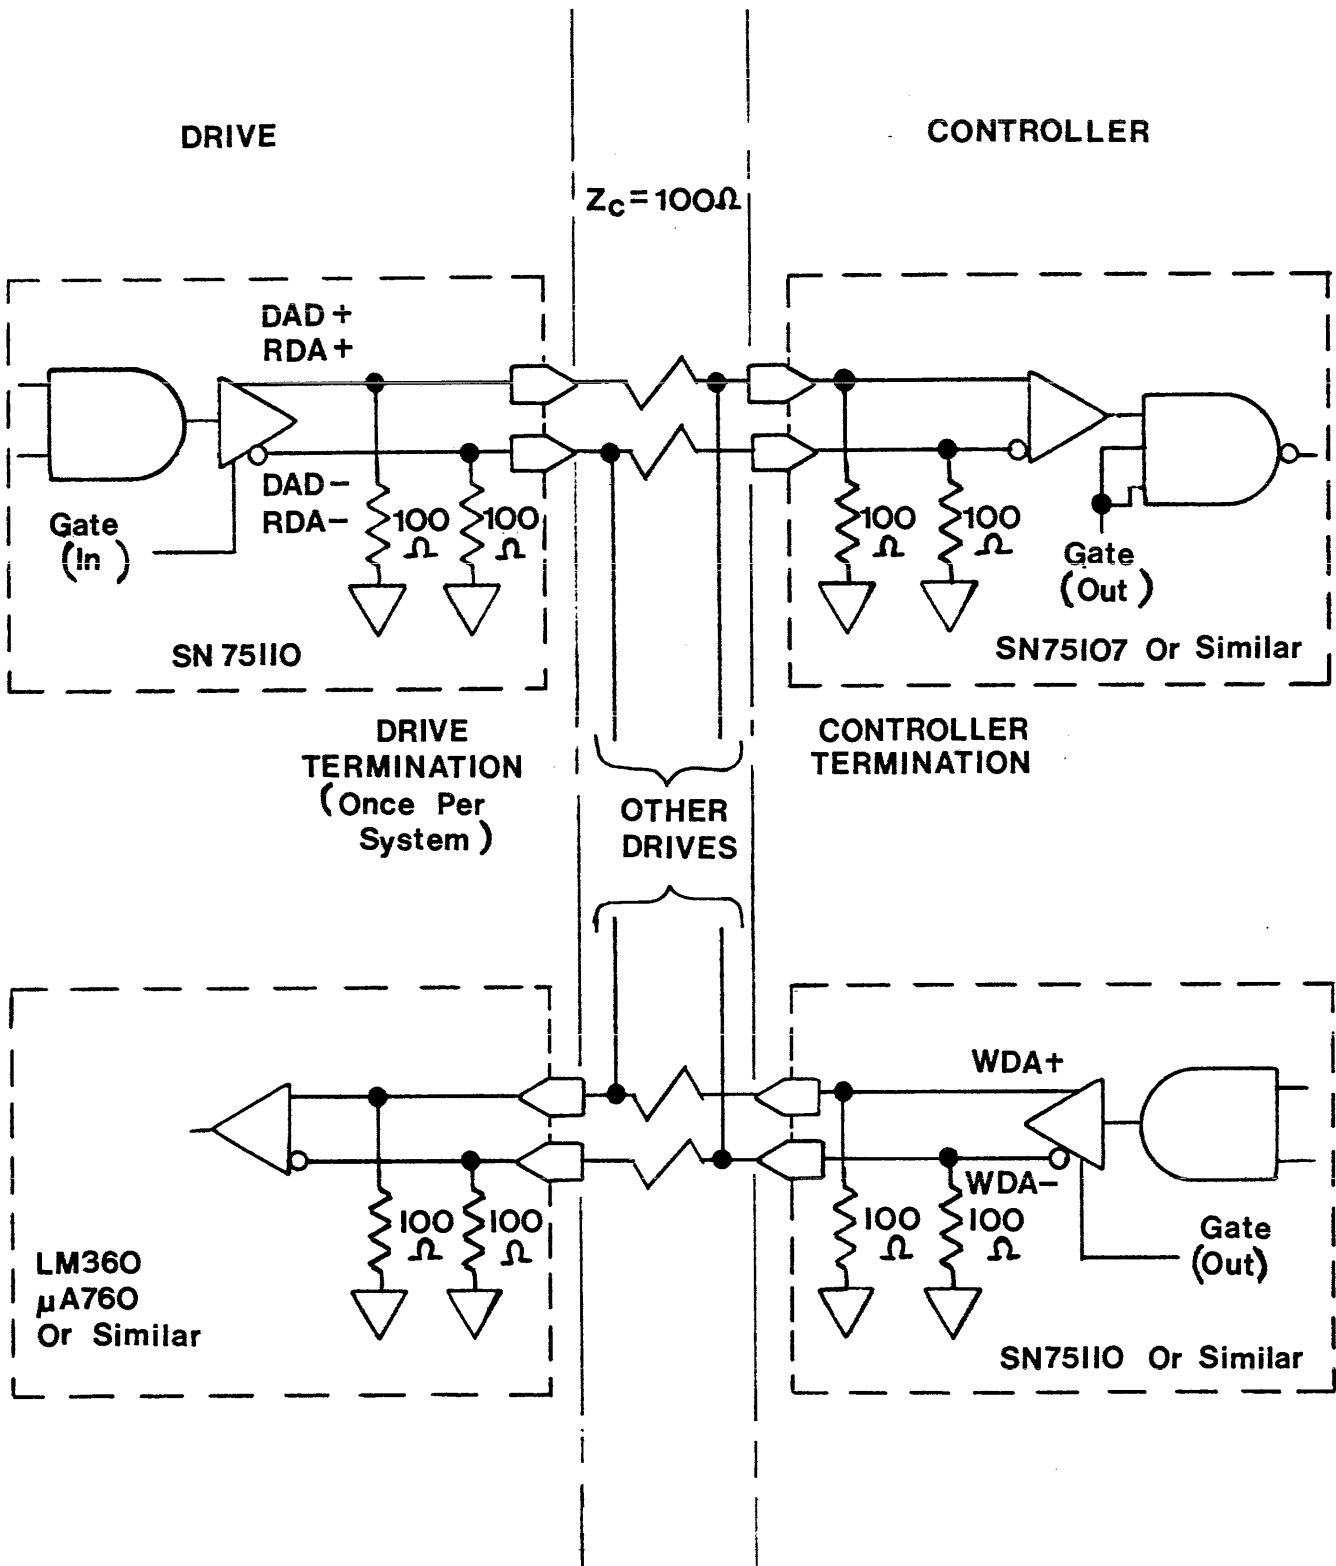 DRIVE
CONTROLLER
Zc=100Ω
DAD+
RDA+
DAD-
RDA-
Gate
(In)
100
Ω
100
Ω
SN 75110
100
Ω
100
Ω
Gate
(Out)
SN75107 Or Similar
DRIVE
TERMINATION
(Once Per
System)
CONTROLLER
TERMINATION
OTHER
DRIVES
WDA+
WDA-
100
Ω
100
Ω
LM360
μA760
Or Similar
100
Ω
100
Ω
Gate
(Out)
SN75110 Or Similar